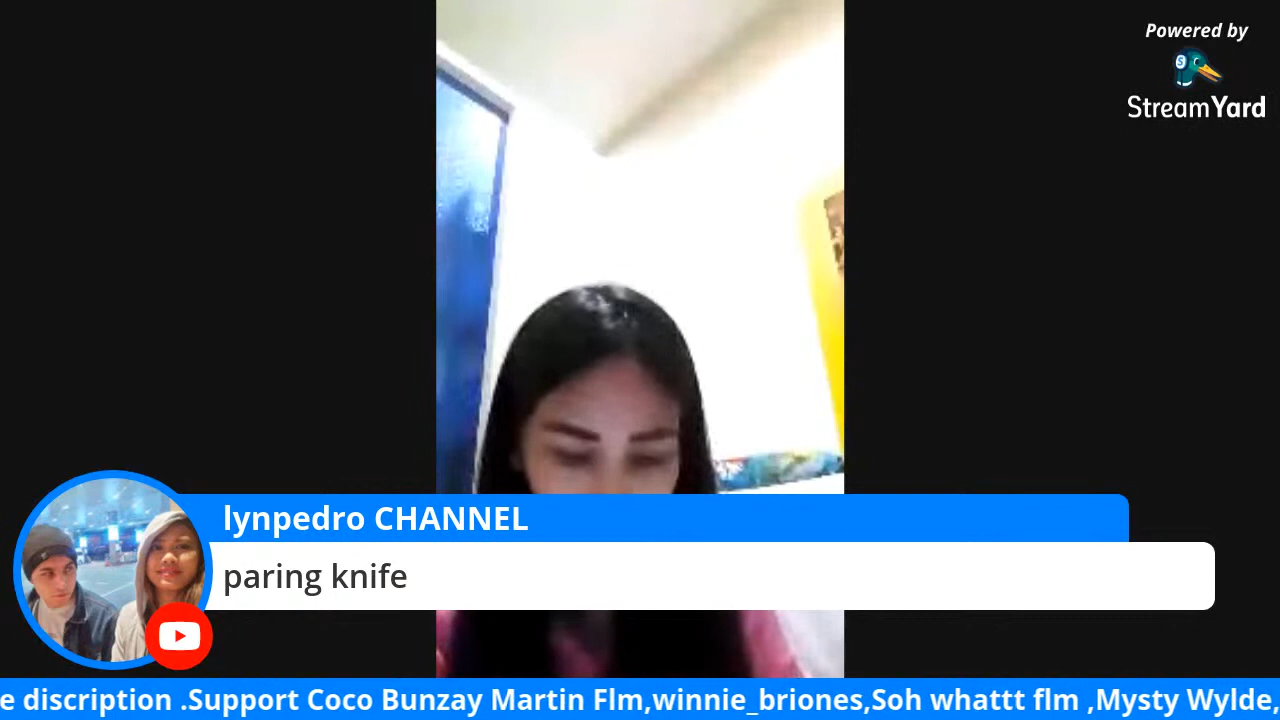 Powered by
StreamYard
lynpedro CHANNEL
paring knife
e discription .Support Coco Bunzay Martin Flm,winnie_briones,Soh whattt flm ,Mysty Wylde,